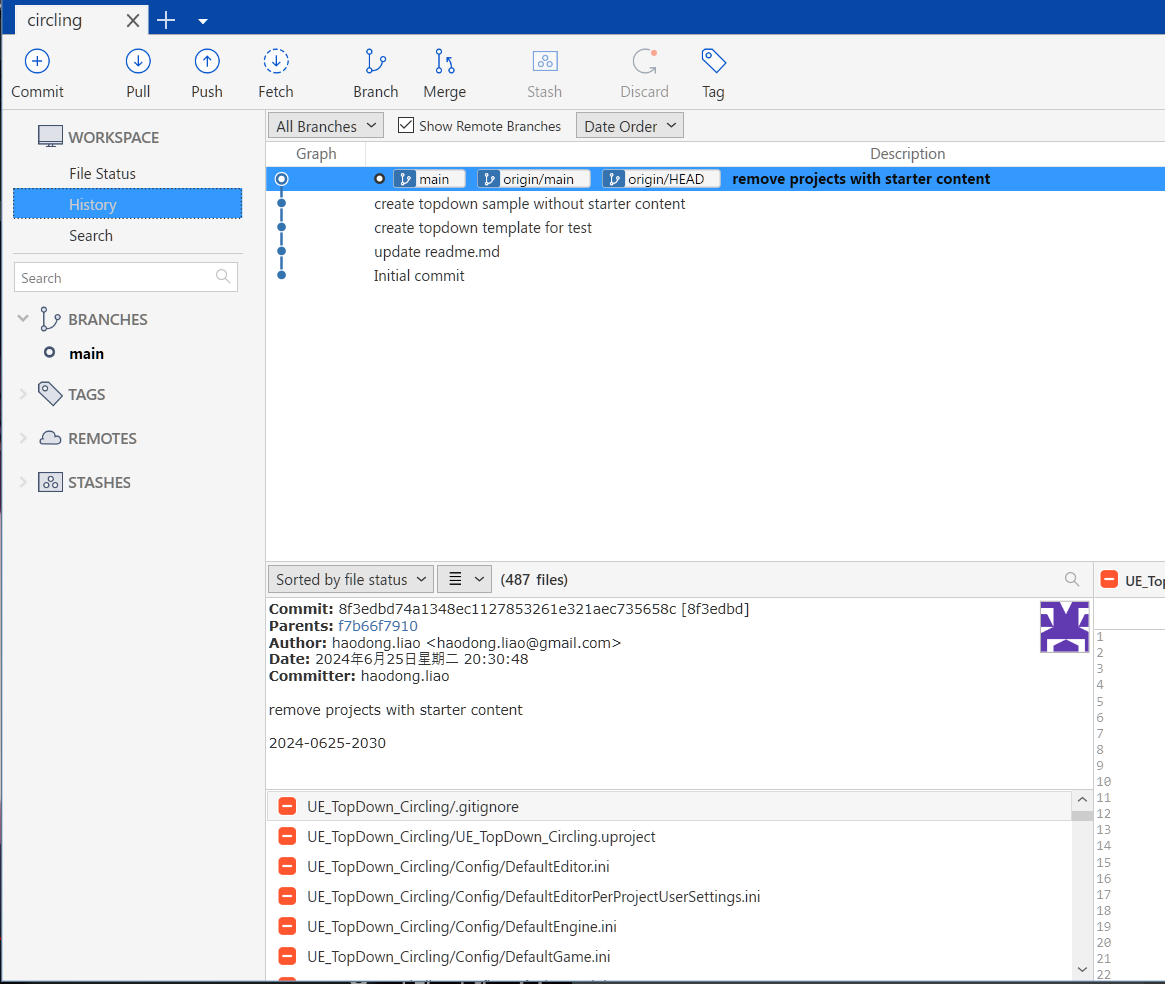 circling
Commit Pull Push Fetch Branch Merge Stash Discard Tag
WORKSPACE
File Status
History
Search
Search
BRANCHES
main
TAGS
REMOTES
STASHES
All Branches Show Remote Branches Date Order
Graph Description
main origin/main origin/HEAD remove projects with starter content
create topdown sample without starter content
create topdown template for test
update readme.md
Initial commit
Sorted by file status (487 files)
Commit: 8f3edbd74a1348ec1127853261e321aec735658c [8f3edbd]
Parents: f7b66f7910
Author: haodong.liao <haodong.liao@gmail.com>
Date: 2024年6月25日星期二 20:30:48
Committer: haodong.liao
remove projects with starter content
2024-0625-2030
UE_TopDown_Circling/.gitignore
UE_TopDown_Circling/UE_TopDown_Circling.uproject
UE_TopDown_Circling/Config/DefaultEditor.ini
UE_TopDown_Circling/Config/DefaultEditorPerProjectUserSettings.ini
UE_TopDown_Circling/Config/DefaultEngine.ini
UE_TopDown_Circling/Config/DefaultGame.ini
UE_Top
1
2
3
4
5
6
7
8
9
10
11
12
13
14
15
16
17
18
19
20
21
22